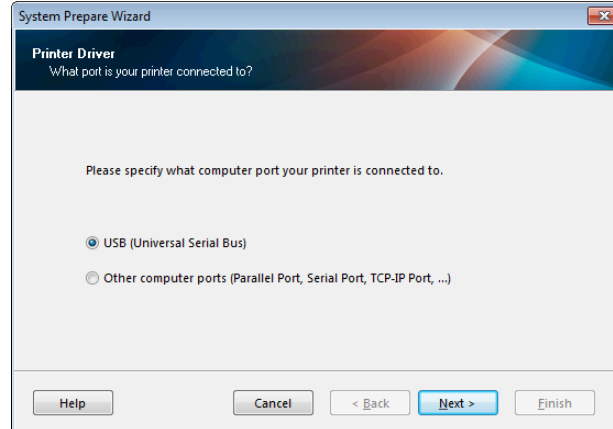 System Prepare Wizard
Printer Driver
What port is your printer connected to?
Please specify what computer port your printer is connected to.
USB (Universal Serial Bus)
Other computer ports (Parallel Port, Serial Port, TCP-IP Port, ...)
Help Cancel < Back Next > Finish